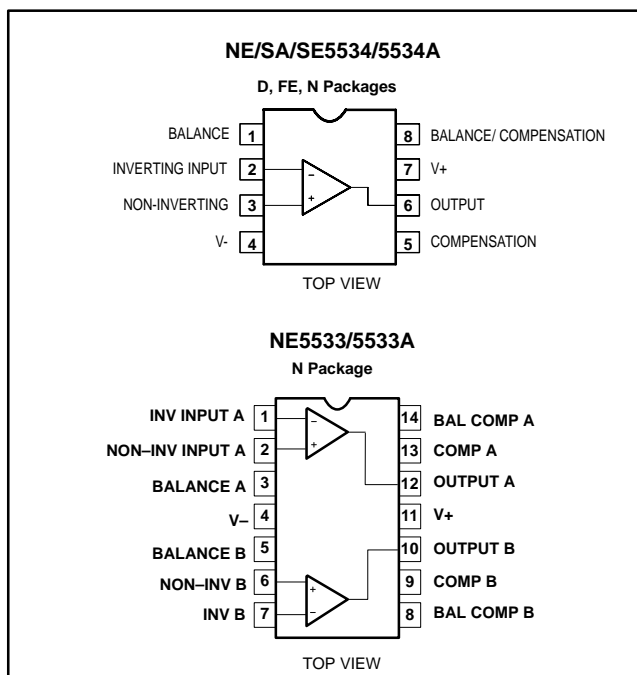 NE/SA/SE5534/5534A
D, FE, N Packages
BALANCE 1 8 BALANCE/ COMPENSATION
INVERTING INPUT 2 − 7 V+
NON-INVERTING 3 + 6 OUTPUT
V- 4 5 COMPENSATION
TOP VIEW
NE5533/5533A
N Package
INV INPUT A 1 − 14 BAL COMP A
NON–INV INPUT A 2 + 13 COMP A
BALANCE A 3 12 OUTPUT A
V– 4 11 V+
BALANCE B 5 10 OUTPUT B
NON–INV B 6 + 9 COMP B
INV B 7 − 8 BAL COMP B
TOP VIEW